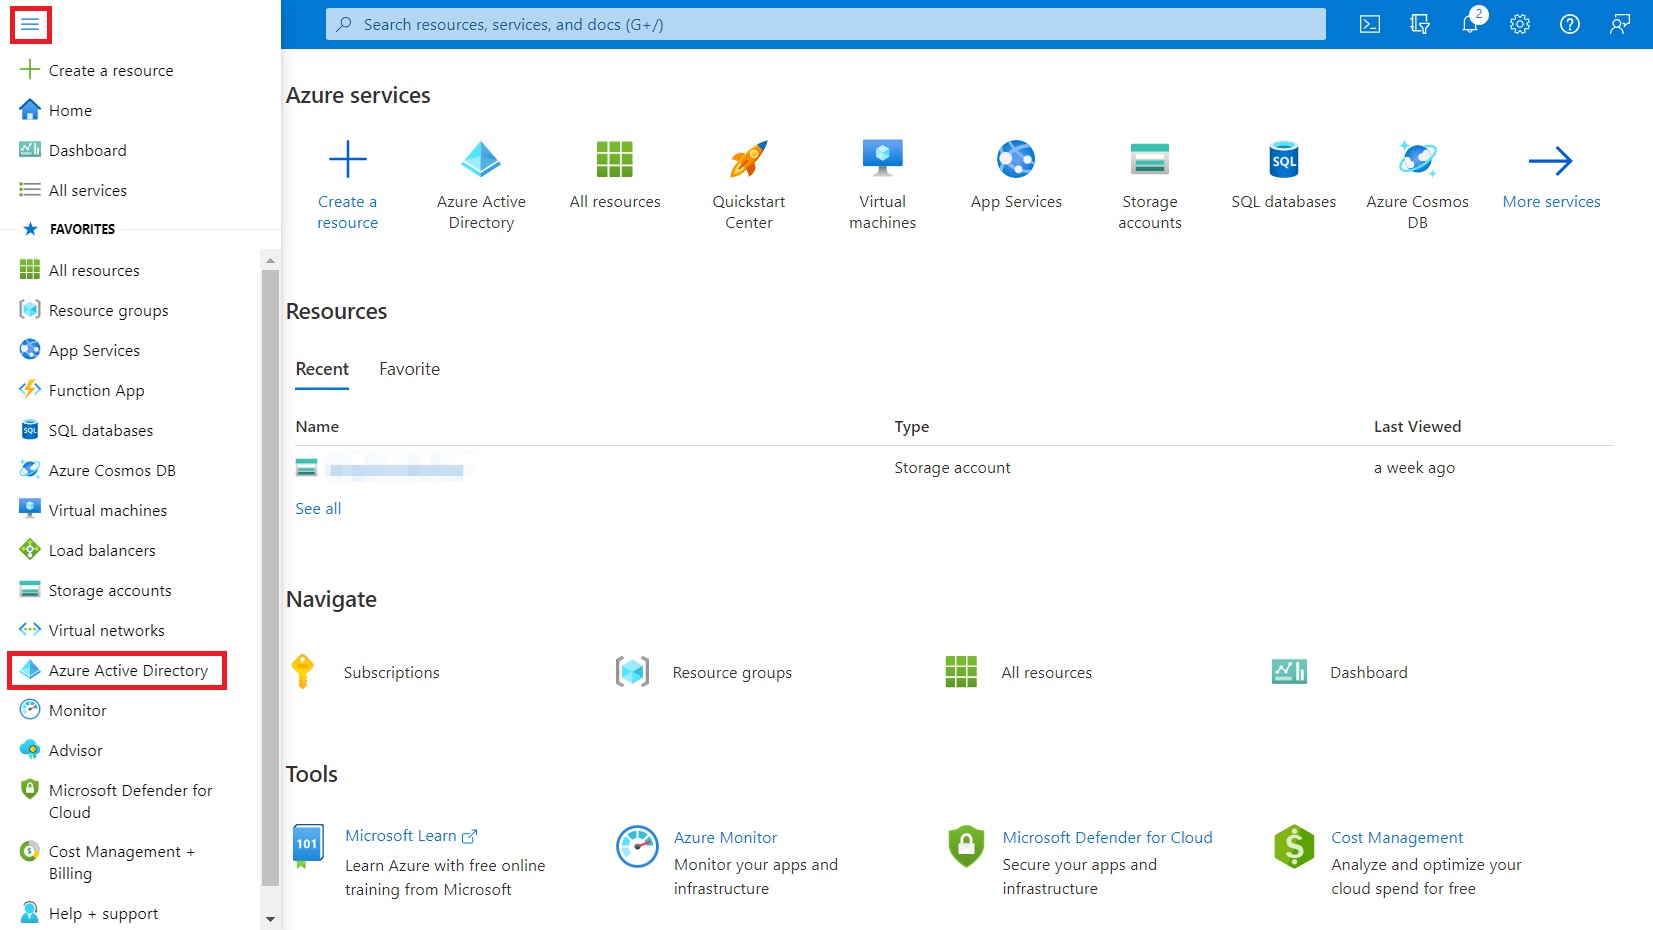 Search resources, services, and docs (G+/)
2
Create a resource
Home
Dashboard
All services
FAVORITES
All resources
Resource groups
App Services
Function App
SQL
SQL databases
Azure Cosmos DB
Virtual machines
Load balancers
Storage accounts
Virtual networks
Azure Active Directory
Monitor
Advisor
Microsoft Defender for
Cloud
Cost Management +
Billing
Help + support
Azure services
Create a
resource
Azure Active
Directory
All resources
Quickstart
Center
Virtual
machines
App Services
Storage
accounts
SQL
SQL databases
Azure Cosmos
DB
More services
Resources
Recent
Favorite
Name
Type
Last Viewed
Storage account
a week ago
See all
Navigate
Subscriptions
Resource groups
All resources
Dashboard
Tools
101
Microsoft Learn
Learn Azure with free online
training from Microsoft
Azure Monitor
Monitor your apps and
infrastructure
Microsoft Defender for Cloud
Secure your apps and
infrastructure
$
Cost Management
Analyze and optimize your
cloud spend for free